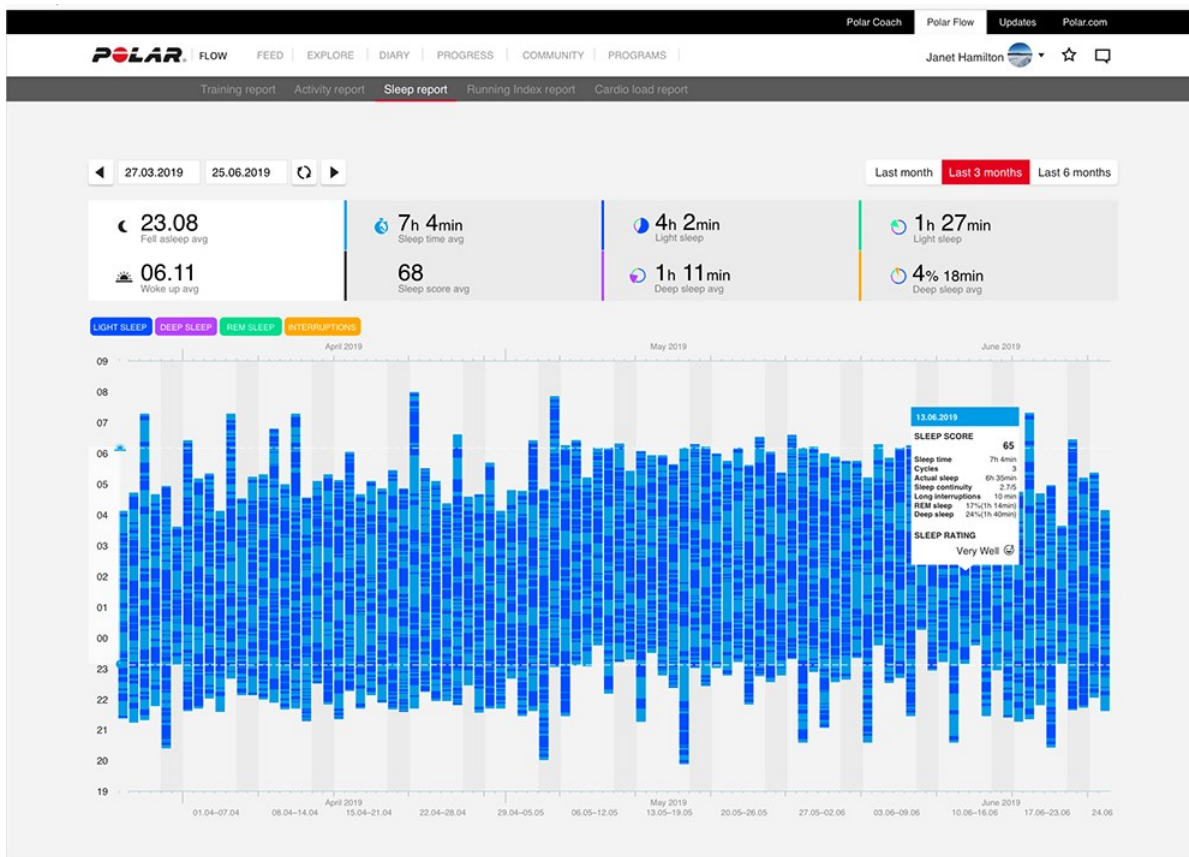 Polar Coach Polar Flow Updates Polar.com
POLAR. FLOW FEED EXPLORE DIARY PROGRESS COMMUNITY PROGRAMS Janet Hamilton
Training report Activity report Sleep report Running Index report Cardio load report
27.03.2019 25.06.2019 Last month Last 3 months Last 6 months
23.08 7h 4min 4h 2min 1h 27min
Fell asleep avg Sleep time avg Light sleep Light sleep
06.11 68 1h 11min 4% 18min
Woke up avg Sleep score avg Deep sleep avg Deep sleep avg
LIGHT SLEEP DEEP SLEEP REM SLEEP INTERRUPTIONS
April 2019 May 2019 June 2019
09
08
07
06
05
04
03
02
01
00
23
22
21
20
19
13.06.2019
SLEEP SCORE
65
Sleep time 7h 4min
Cycles 3
Actual sleep 6h 35min
Sleep continuity 2.7/5
Long interruptions 10 min
REM sleep 17%(1h 14min)
Deep sleep 24%(1h 40min)
SLEEP RATING
Very Well
April 2019 May 2019 June 2019
01.04–07.04 08.04–14.04 15.04–21.04 22.04–28.04 29.04–05.05 06.05–12.05 13.05–19.05 20.05–26.05 27.05–02.06 03.06–09.06 10.06–16.06 17.06–23.06 24.06